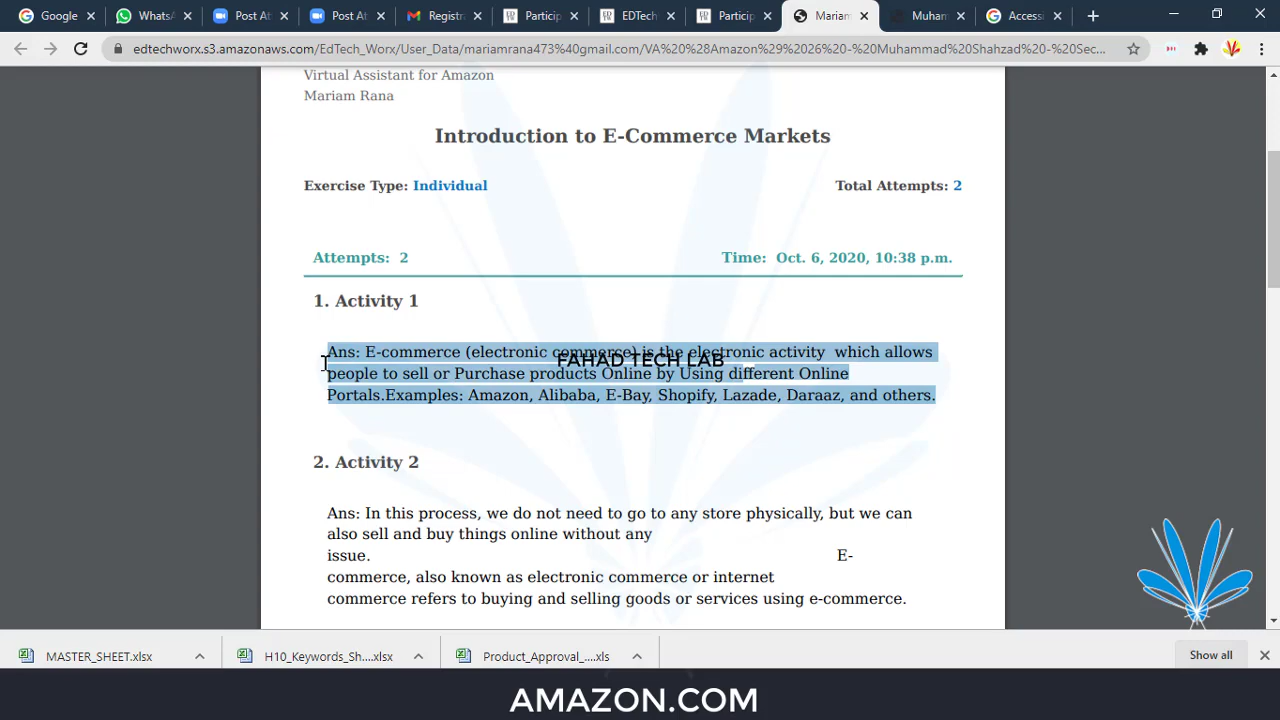 Google
WhatsA
Post At
Post At
Registra
Particip
EDTech
Particip
Mariam
Muham
Access
edtechworx.s3.amazonaws.com/EdTech_Worx/User_Data/mariamrana473%40gmail.com/VA%20%28Amazon%29%2026%20-%20Muhammad%20Shahzad%20-%20Sec...
Virtual Assistant for Amazon
Mariam Rana
Introduction to E-Commerce Markets
Exercise Type: Individual
Total Attempts: 2
Attempts: 2
Time: Oct. 6, 2020, 10:38 p.m.
1. Activity 1
Ans: E-commerce (electronic commerce) is the electronic activity which allows
FAHAD TECH LAB
people to sell or Purchase products Online by Using different Online
Portals.Examples: Amazon, Alibaba, E-Bay, Shopify, Lazade, Daraaz, and others.
2. Activity 2
Ans: In this process, we do not need to go to any store physically, but we can
also sell and buy things online without any
issue. E-
commerce, also known as electronic commerce or internet
commerce refers to buying and selling goods or services using e-commerce.
MASTER_SHEET.xlsx
H10_Keywords_Sh....xls
Product_Approval_....xls
Show all
AMAZON.COM